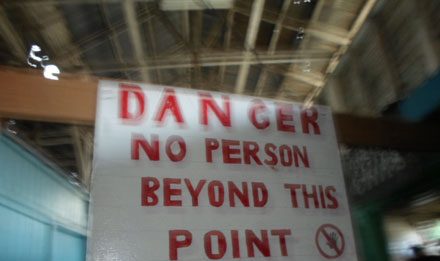 DANGER
NO PERSON
BEYOND THIS
POINT